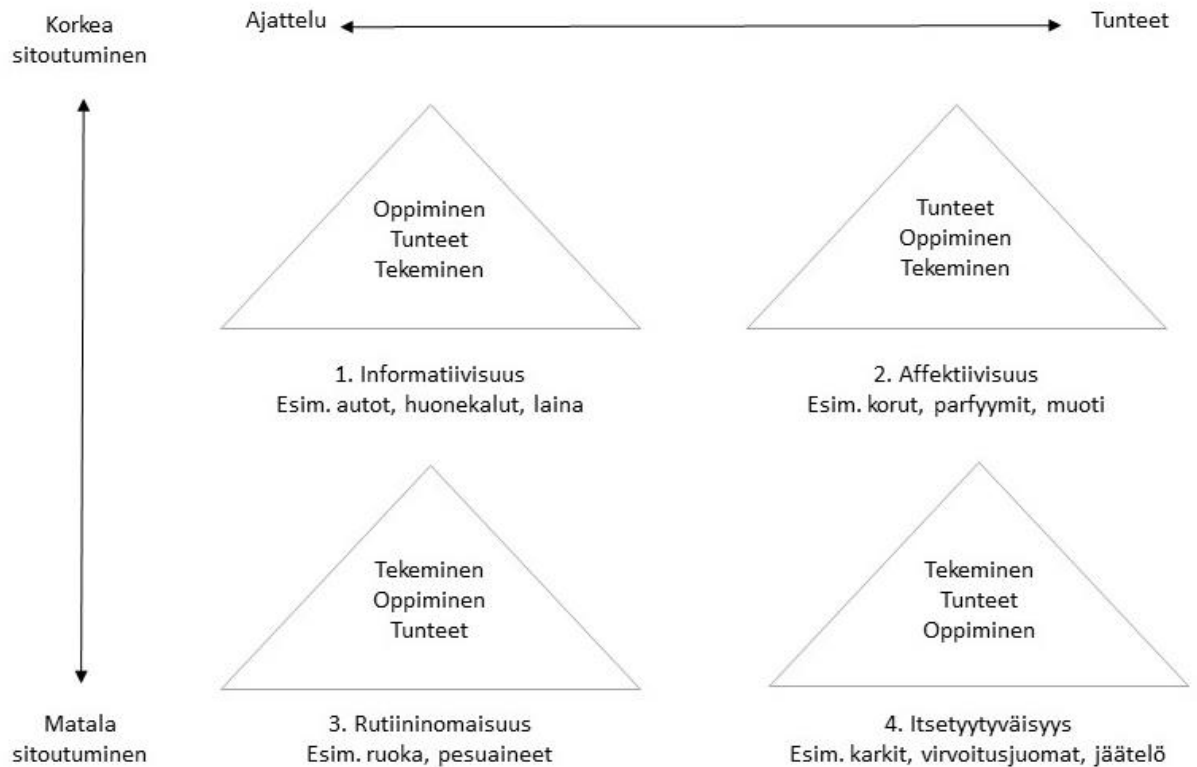 Korkea
sitoutuminen
Ajattelu
Tunteet
Oppiminen
Tunteet
Tekeminen
Tunteet
Oppiminen
Tekeminen
1. Informatiivisuus
Esim. autot, huonekalut, laina
2. Affektiivisuus
Esim. korut, parfyymit, muoti
Tekeminen
Oppiminen
Tunteet
Tekeminen
Tunteet
Oppiminen
Matala
sitoutuminen
3. Rutiininomaisuus
Esim. ruoka, pesuaineet
4. Itsetyytyväisyys
Esim. karkit, virvoitusjuomat, jäätelö